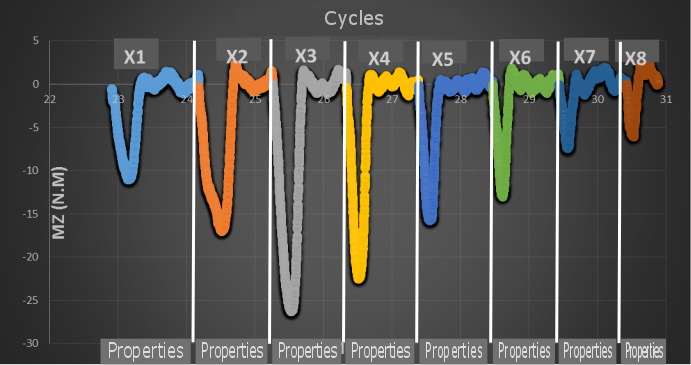 Cycles
X1 X2 X3 X4 X5 X6 X7 X8
5
0
22 23 24 25 26 27 28 29 30 31
-5
-10
-15
-20
-25
-30
MZ (N.M)
Properties Properties Properties Properties Properties Properties Properties Properties